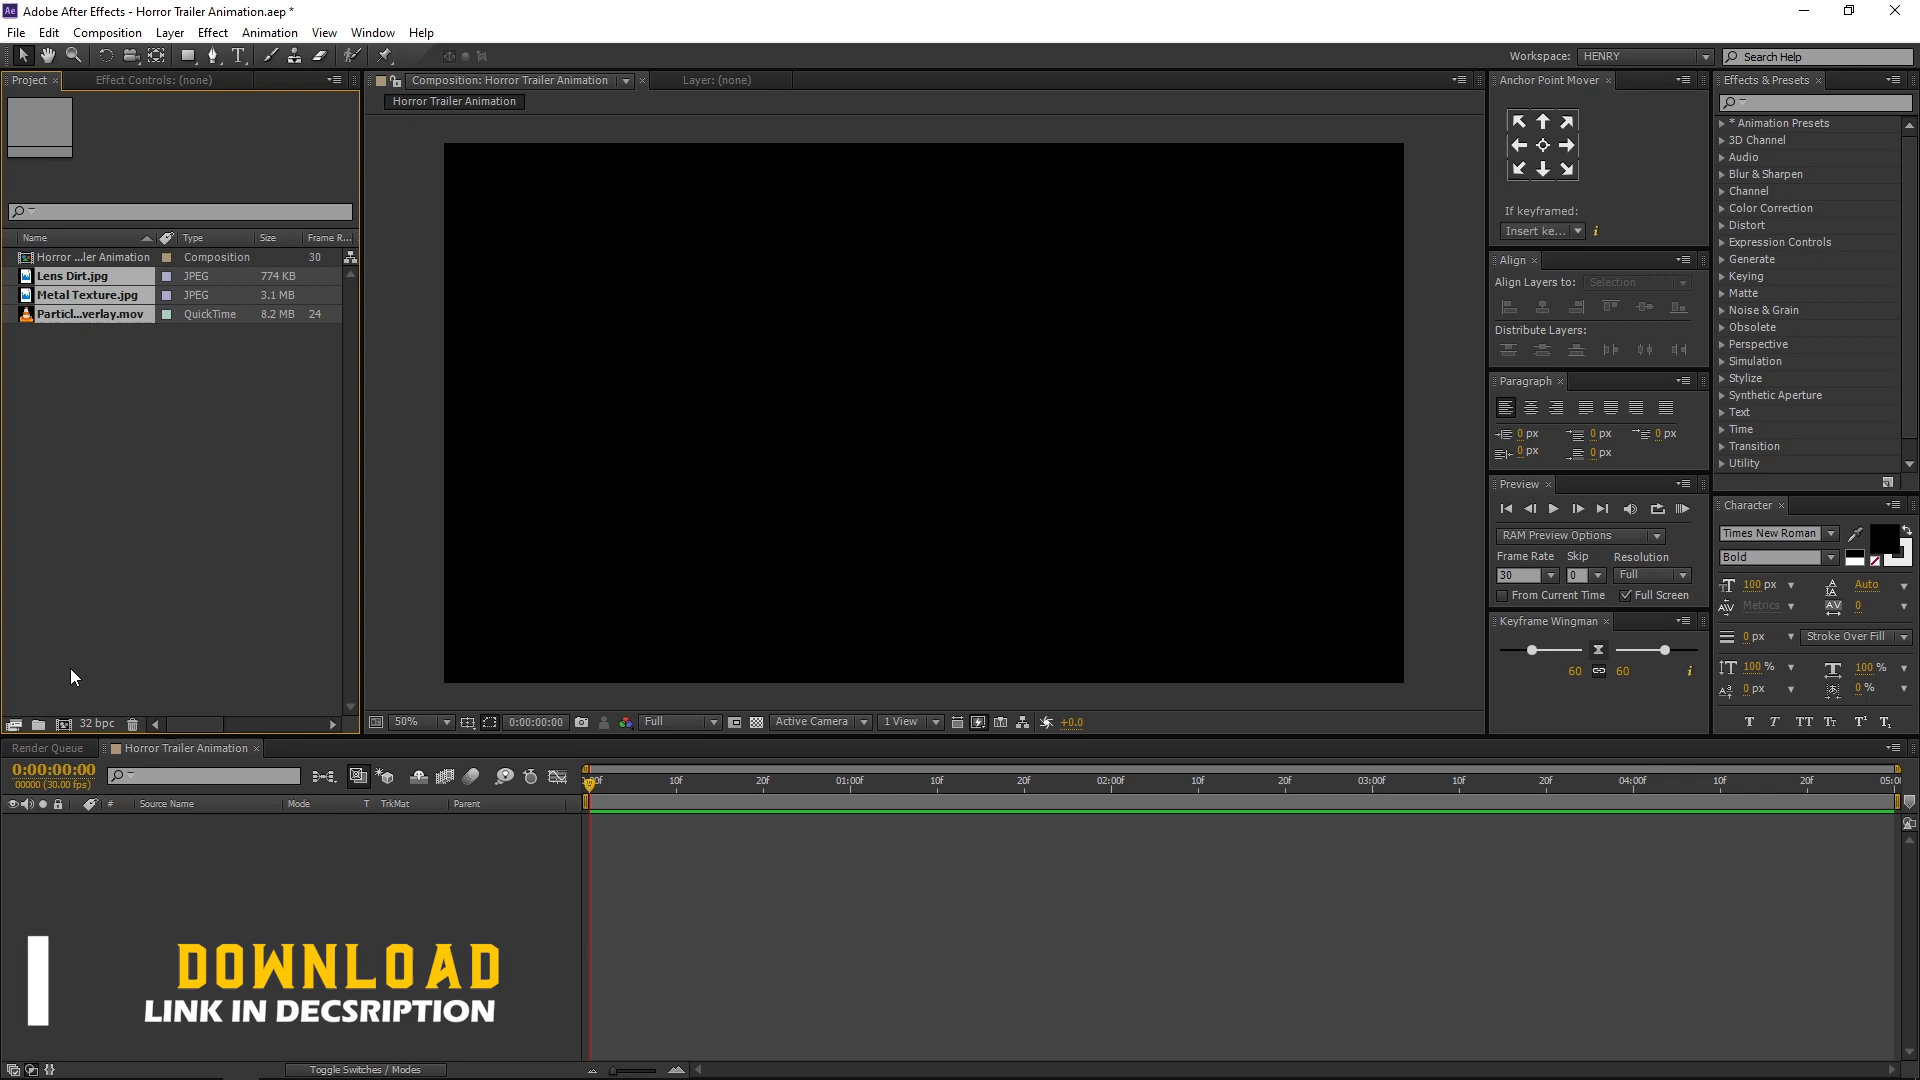 Adobe After Effects - Horror Trailer Animation.aep *
File Edit Composition Layer Effect Animation View Window Help
Workspace: HENRY Search Help
Project × Effect Controls: (none)
Composition: Horror Trailer Animation × Layer: (none)
Horror Trailer Animation
Name Type Size Frame R...
Horror ...ler Animation Composition 30
Lens Dirt.jpg JPEG 774 KB
Metal Texture.jpg JPEG 3.1 MB
Particl...verlay.mov QuickTime 8.2 MB 24
32 bpc
50% 0:00:00:00 Full Active Camera 1 View +0.0
Anchor Point Mover ×
If keyframed:
Insert ke... i
Align ×
Align Layers to: Selection
Distribute Layers:
Paragraph ×
0 px 0 px 0 px
0 px 0 px
Preview ×
RAM Preview Options
Frame Rate Skip Resolution
30 0 Full
From Current Time Full Screen
Keyframe Wingman ×
60 60 i
Effects & Presets ×
* Animation Presets
3D Channel
Audio
Blur & Sharpen
Channel
Color Correction
Distort
Expression Controls
Generate
Keying
Matte
Noise & Grain
Obsolete
Perspective
Simulation
Stylize
Synthetic Aperture
Text
Time
Transition
Utility
Character ×
Times New Roman
Bold
100 px Auto
Metrics 0
0 px Stroke Over Fill
100 % 100 %
0 px 0 %
T T TT Tt T¹ T₁
Render Queue Horror Trailer Animation ×
0:00:00:00
00000 (30.00 fps)
# Source Name Mode T TrkMat Parent
10f 20f 01:00f 10f 20f 02:00f 10f 20f 03:00f 10f 20f 04:00f 10f 20f
DOWNLOAD
LINK IN DECSRIPTION
Toggle Switches / Modes